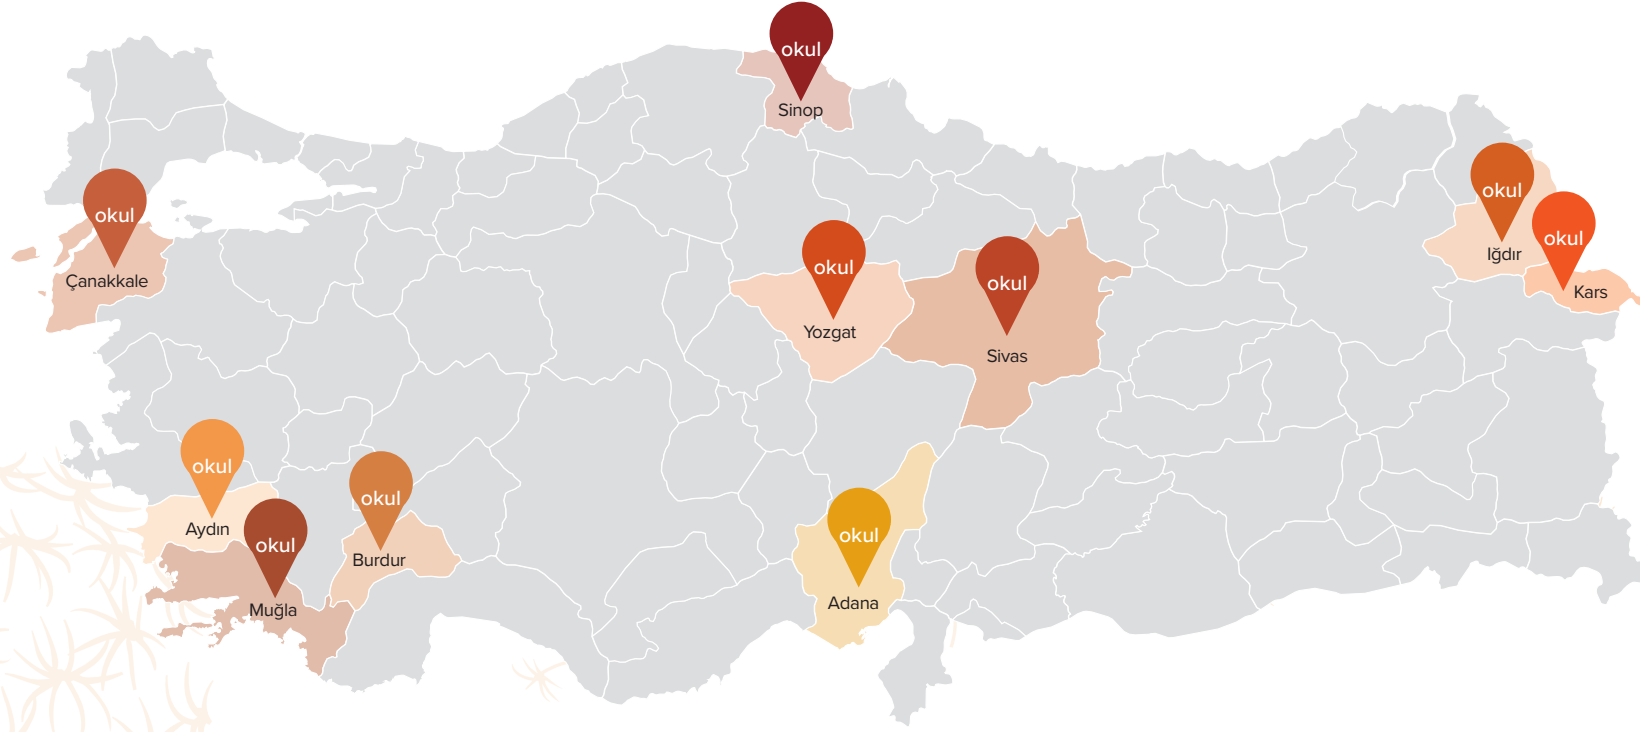 okul
Sinop
okul
Çanakkale
okul
Yozgat
okul
Sivas
okul
Iğdır
okul
Kars
okul
Aydın
okul
Muğla
okul
Burdur
okul
Adana